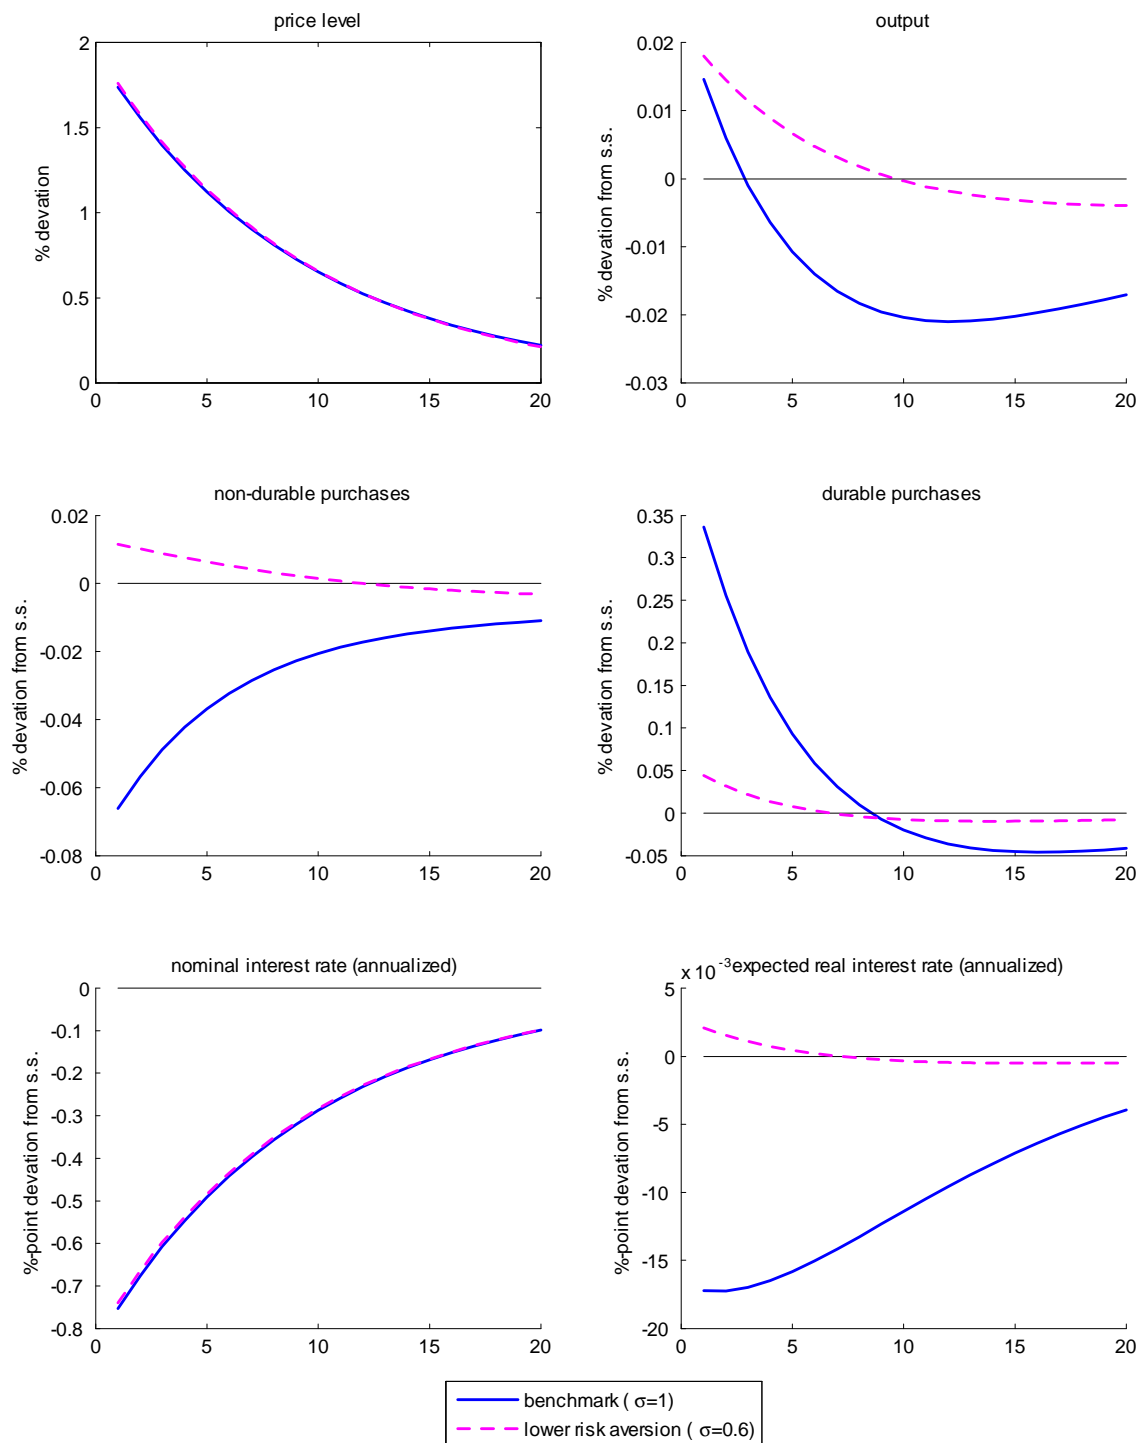 price level
output
% devation
2
1.5
1
0.5
0
0 5 10 15 20
% devation from s.s.
0.02
0.01
0
-0.01
-0.02
-0.03
0 5 10 15 20
non-durable purchases
durable purchases
% devation from s.s.
0.02
0
-0.02
-0.04
-0.06
-0.08
0 5 10 15 20
% devation from s.s.
0.35
0.3
0.25
0.2
0.15
0.1
0.05
0
-0.05
0 5 10 15 20
nominal interest rate (annualized)
x 10⁻³ expected real interest rate (annualized)
%-point devation from s.s.
0
-0.1
-0.2
-0.3
-0.4
-0.5
-0.6
-0.7
-0.8
0 5 10 15 20
%-point devation from s.s.
5
0
-5
-10
-15
-20
0 5 10 15 20
benchmark ( σ=1)
lower risk aversion ( σ=0.6)